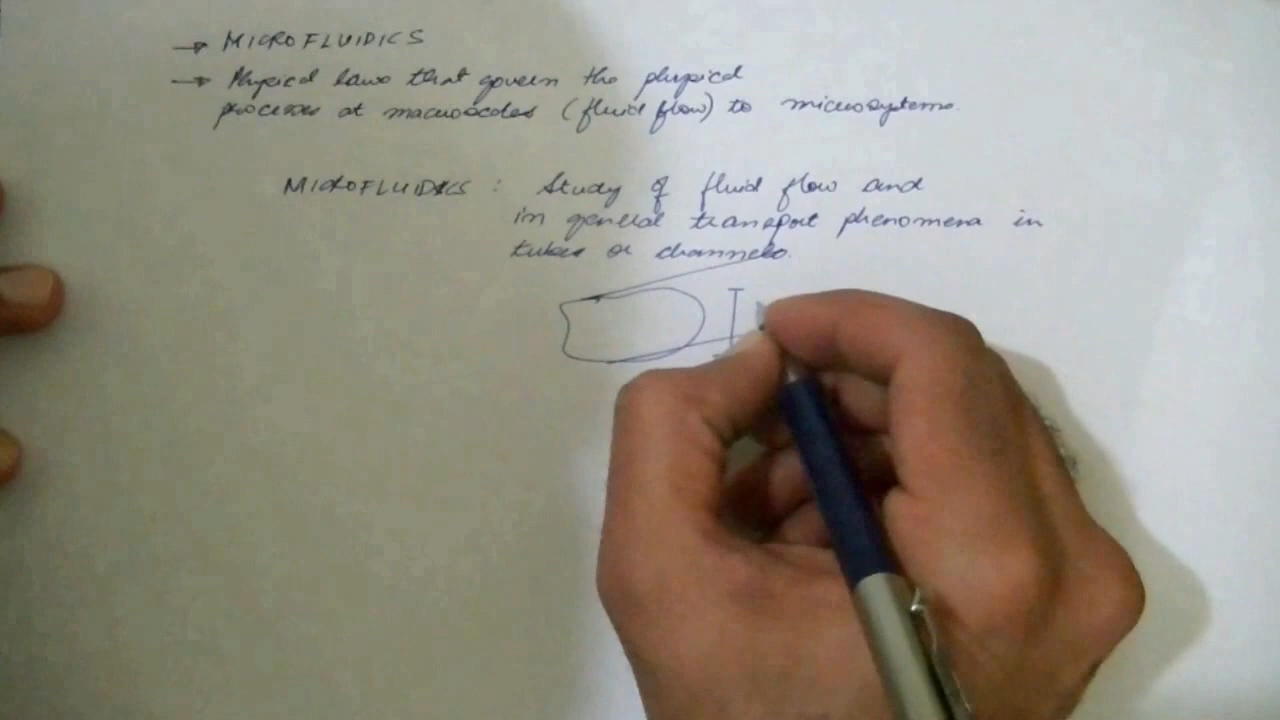 → MICROFLUIDICS
→ Physical laws that govern the physical
processes at macroscales (fluid flow) to microsystems.
MICROFLUIDICS : Study of fluid flow and
in general transport phenomena in
tubes or channels.